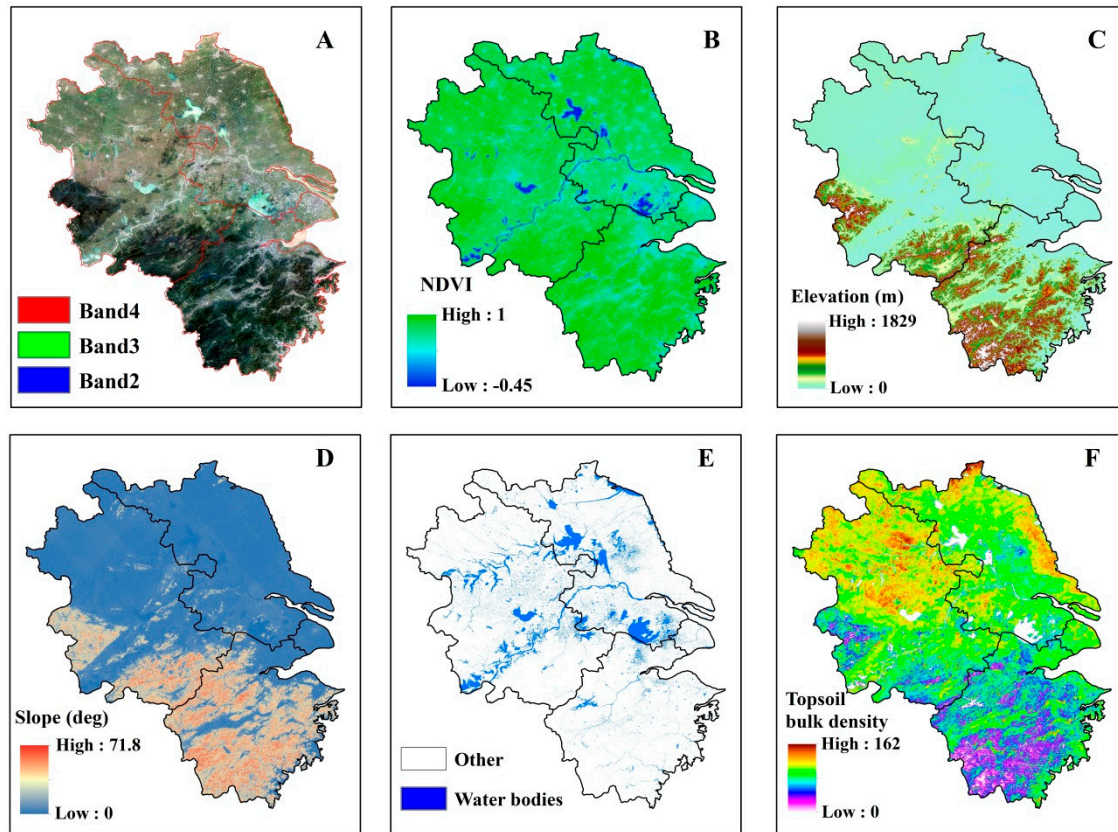 A
Band4
Band3
Band2
B
NDVI
High : 1
Low : -0.45
C
Elevation (m)
High : 1829
Low : 0
D
Slope (deg)
High : 71.8
Low : 0
E
Other
Water bodies
F
Topsoil
bulk density
High : 162
Low : 0